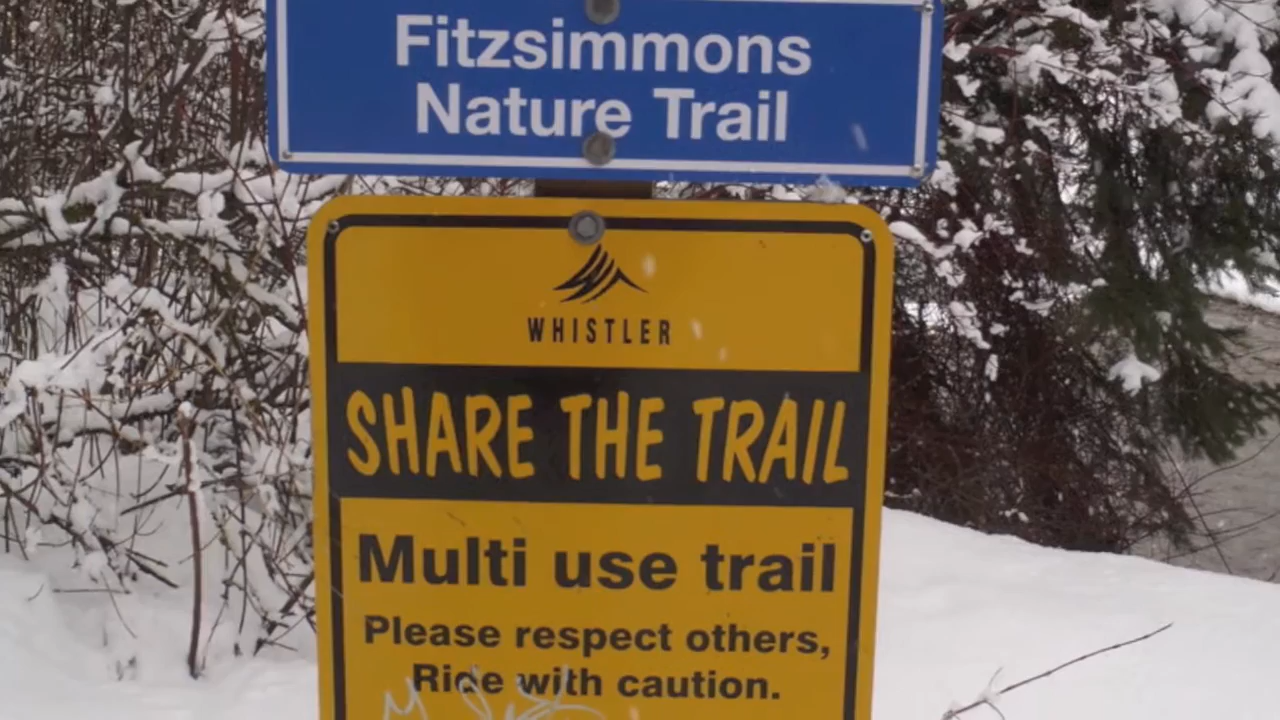 Fitzsimmons
Nature Trail
WHISTLER
SHARE THE TRAIL
Multi use trail
Please respect others,
Ride with caution.